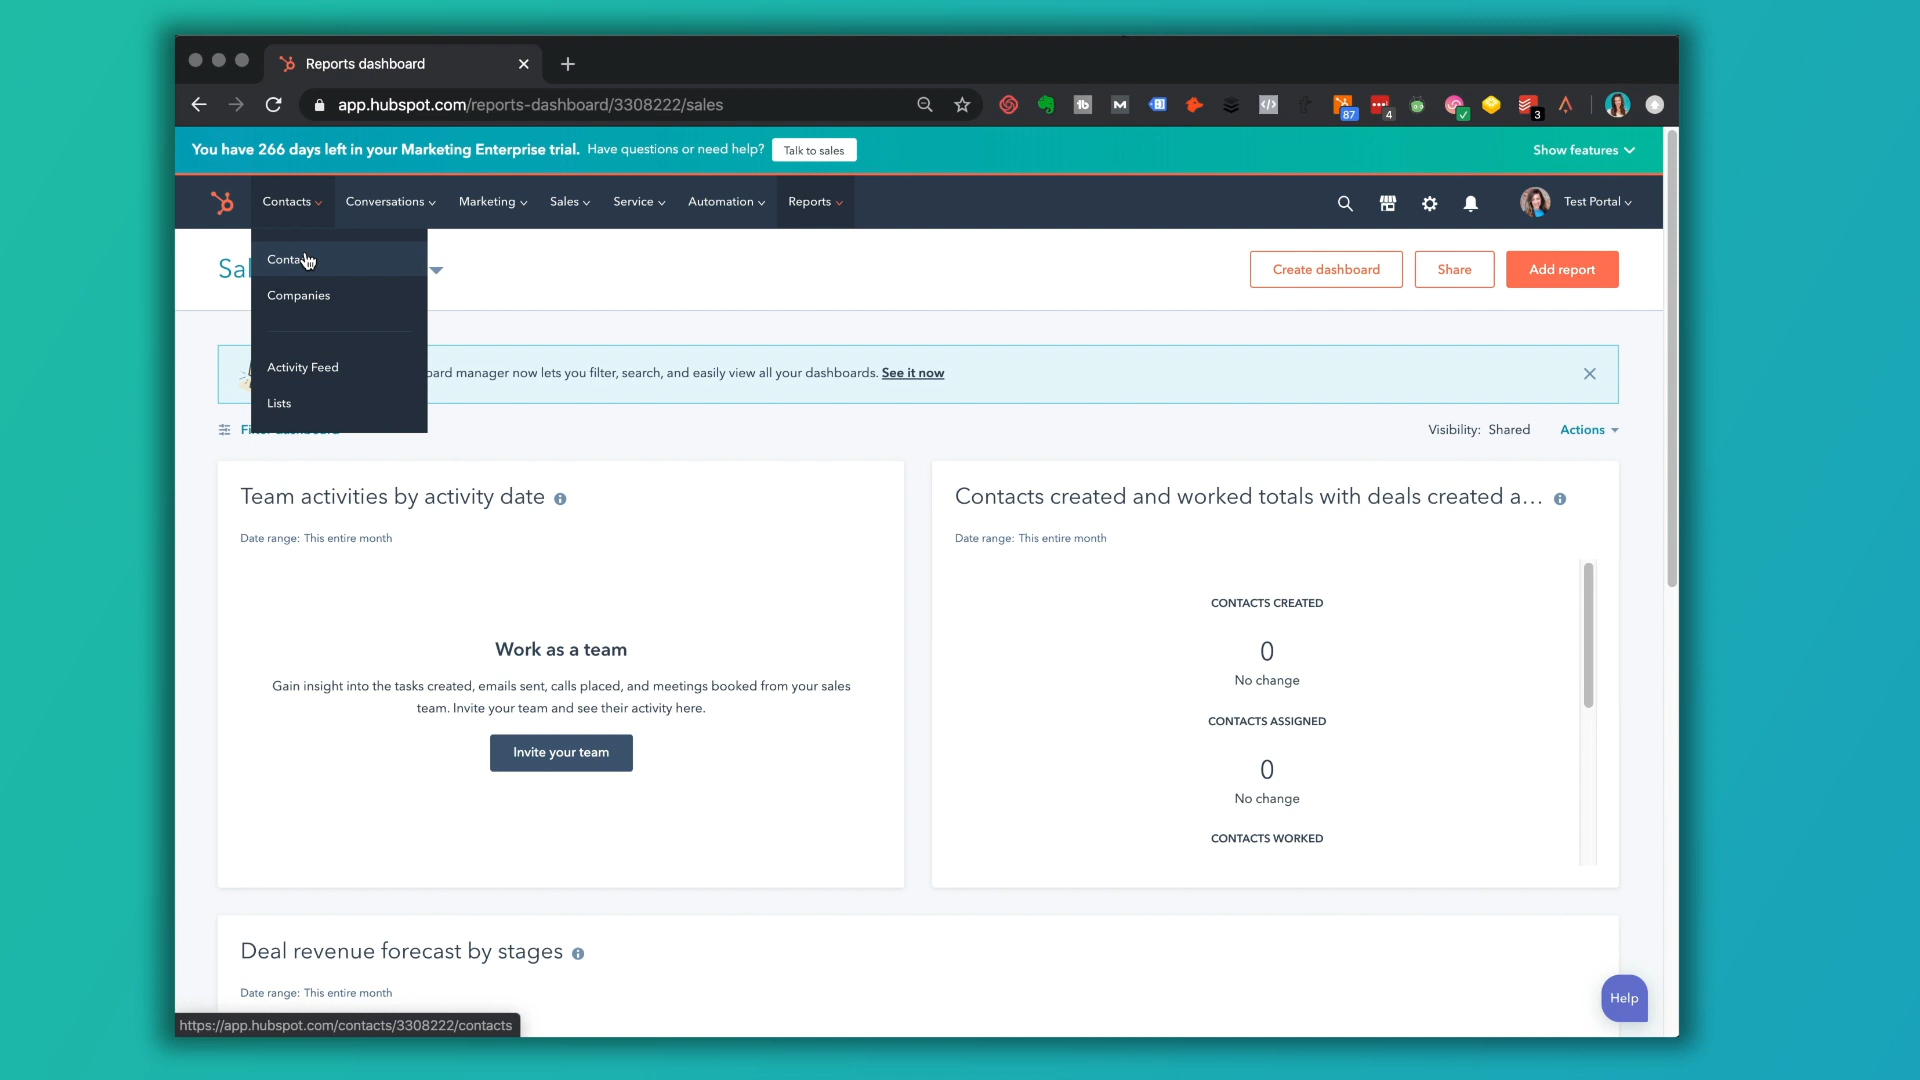 Reports dashboard
app.hubspot.com/reports-dashboard/3308222/sales
87
4
3
You have 266 days left in your Marketing Enterprise trial. Have questions or need help? Talk to sales
Show features
Contacts Conversations Marketing Sales Service Automation Reports
Test Portal
Sal
Create dashboard Share Add report
Companies
Activity Feed
Lists
board manager now lets you filter, search, and easily view all your dashboards. See it now
Visibility: Shared Actions
Team activities by activity date
Date range: This entire month
Work as a team
Gain insight into the tasks created, emails sent, calls placed, and meetings booked from your sales
team. Invite your team and see their activity here.
Invite your team
Contacts created and worked totals with deals created a...
Date range: This entire month
CONTACTS CREATED
0
No change
CONTACTS ASSIGNED
0
No change
CONTACTS WORKED
Deal revenue forecast by stages
Date range: This entire month
Help
https://app.hubspot.com/contacts/3308222/contacts